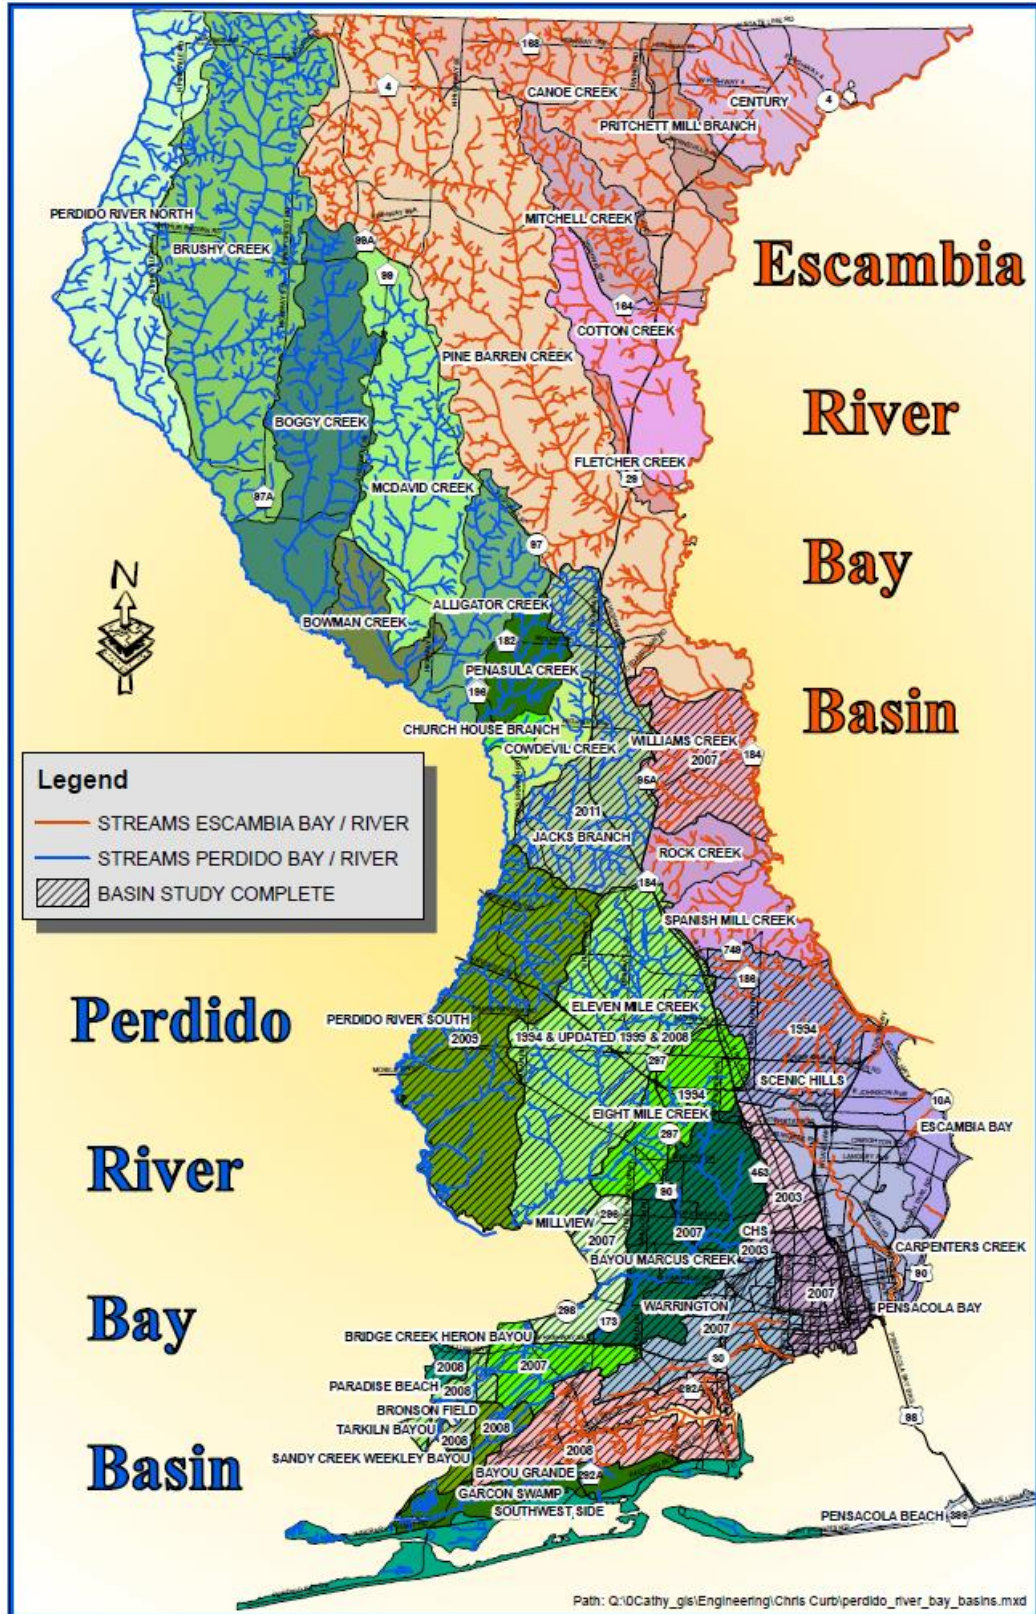 STATE LINE RD
168
4
CANOE CREEK
CENTURY
4
PRITCHETT MILL BRANCH
PERDIDO RIVER NORTH
MITCHELL CREEK
BRUSHY CREEK
99A
99
Escambia
164
COTTON CREEK
PINE BARREN CREEK
River
BOGGY CREEK
FLETCHER CREEK
29
MCDAVID CREEK
97A
97
Bay
N
ALLIGATOR CREEK
BOWMAN CREEK
182
PENASULA CREEK
196
Basin
CHURCH HOUSE BRANCH
COWDEVIL CREEK
WILLIAMS CREEK
2007
184
95A
Legend
STREAMS ESCAMBIA BAY / RIVER
STREAMS PERDIDO BAY / RIVER
BASIN STUDY COMPLETE
2011
JACKS BRANCH
ROCK CREEK
184
SPANISH MILL CREEK
749
186
Perdido
ELEVEN MILE CREEK
PERDIDO RIVER SOUTH
2009
1994 & UPDATED 1999 & 2008
1994
297
SCENIC HILLS
1994
10A
EIGHT MILE CREEK
ESCAMBIA BAY
297
River
453
90
2003
296
MILLVIEW
2007
2007
CHS
2003
CARPENTERS CREEK
BAYOU MARCUS CREEK
90
298
WARRINGTON
2007
PENSACOLA BAY
Bay
173
2007
BRIDGE CREEK HERON BAYOU
30
2008
2007
PARADISE BEACH
2008
292A
BRONSON FIELD
98
TARKILN BAYOU
2008
2008
Basin
SANDY CREEK WEEKLEY BAYOU
2008
BAYOU GRANDE
292A
GARCON SWAMP
SOUTHWEST SIDE
PENSACOLA BEACH
399
Path: Q:\0Cathy_gis\Engineering\Chris Curb\perdido_river_bay_basins.mxd